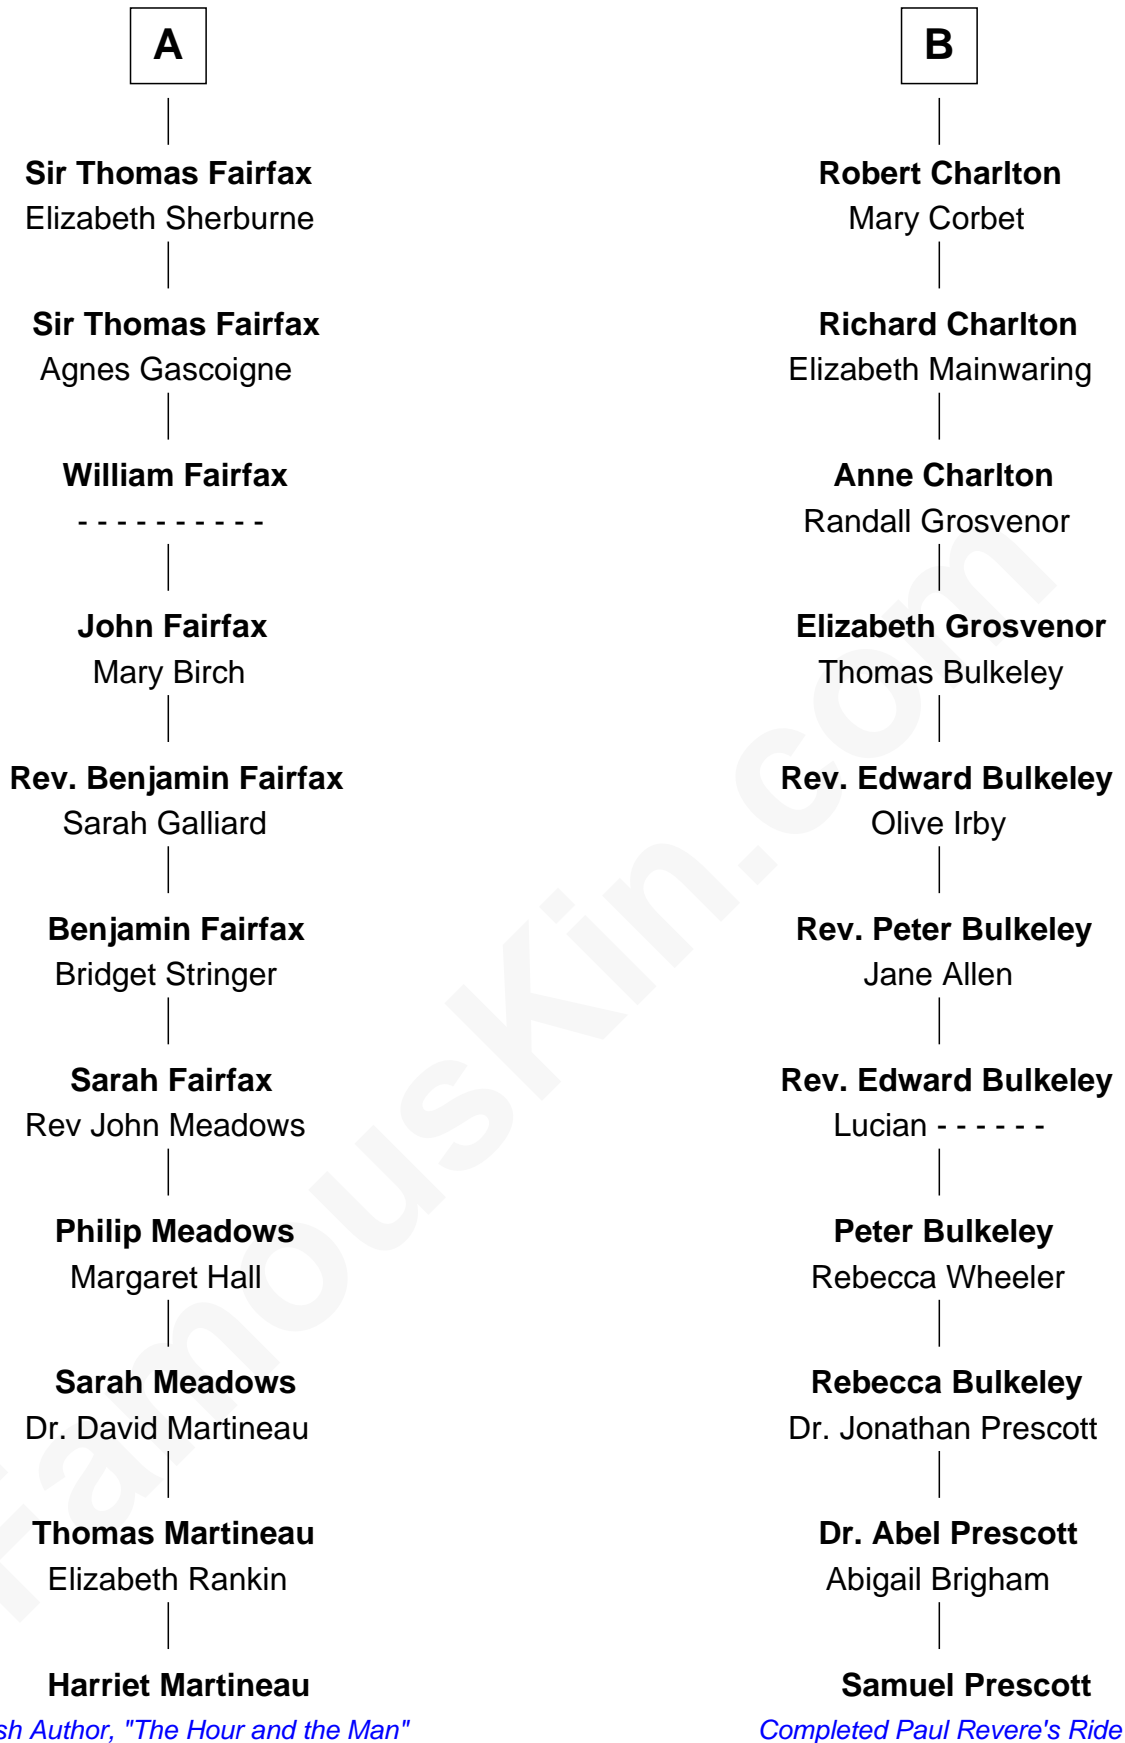 A
Sir Thomas Fairfax
Elizabeth Sherburne
Sir Thomas Fairfax
Agnes Gascoigne
William Fairfax
- - - - - - - - - -
John Fairfax
Mary Birch
Rev. Benjamin Fairfax
Sarah Galliard
Benjamin Fairfax
Bridget Stringer
Sarah Fairfax
Rev John Meadows
Philip Meadows
Margaret Hall
Sarah Meadows
Dr. David Martineau
Thomas Martineau
Elizabeth Rankin
Harriet Martineau
sh Author, "The Hour and the Man"
B
Robert Charlton
Mary Corbet
Richard Charlton
Elizabeth Mainwaring
Anne Charlton
Randall Grosvenor
Elizabeth Grosvenor
Thomas Bulkeley
Rev. Edward Bulkeley
Olive Irby
Rev. Peter Bulkeley
Jane Allen
Rev. Edward Bulkeley
Lucian - - - - - -
Peter Bulkeley
Rebecca Wheeler
Rebecca Bulkeley
Dr. Jonathan Prescott
Dr. Abel Prescott
Abigail Brigham
Samuel Prescott
Completed Paul Revere's Ride
FamousKin.com